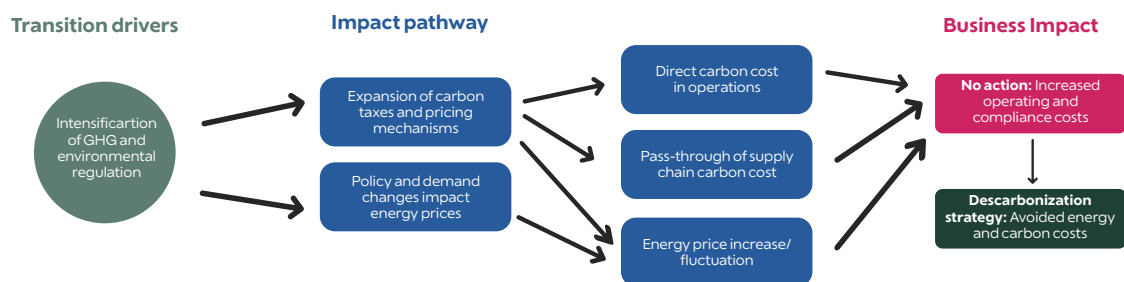 Transition drivers
Impact pathway
Business Impact
Intensificartion
of GHG and
environmental
regulation
Expansion of carbon
taxes and pricing
mechanisms
Policy and demand
changes impact
energy prices
Direct carbon cost
in operations
Pass-through of supply
chain carbon cost
Energy price increase/
fluctuation
No action: Increased
operating and
compliance costs
Descarbonization
strategy: Avoided energy
and carbon costs